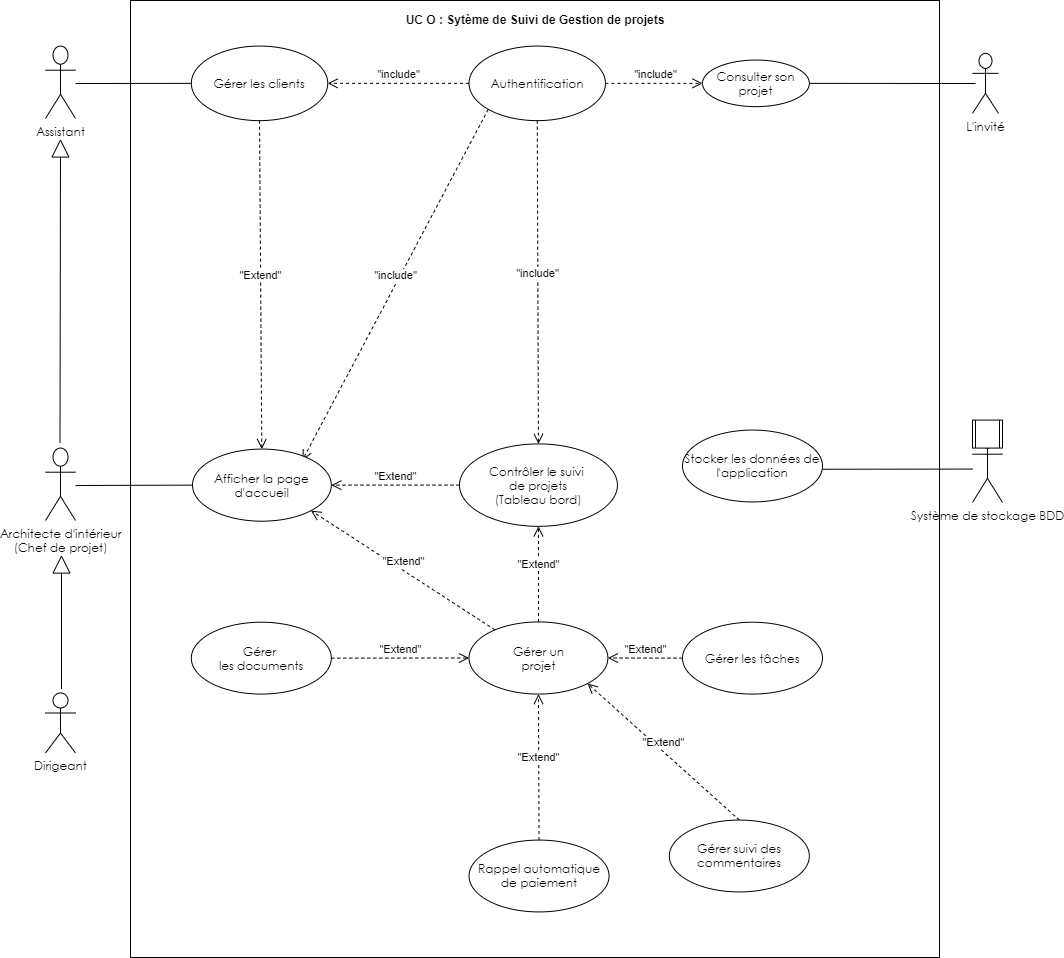 UC O : Sytème de Suivi de Gestion de projets
Gérer les clients
"include"
Authentification
"include"
Consulter son
projet
Assistant
L'invité
"Extend"
"include"
"include"
Afficher la page
d'accueil
"Extend"
Contrôler le suivi
de projets
(Tableau bord)
Stocker les données de
l'application
Système de stockage BDD
Architecte d'intérieur
(Chef de projet)
"Extend"
"Extend"
Gérer
les documents
"Extend"
Gérer un
projet
"Extend"
Gérer les tâches
Dirigeant
"Extend"
"Extend"
Rappel automatique
de paiement
Gérer suivi des
commentaires